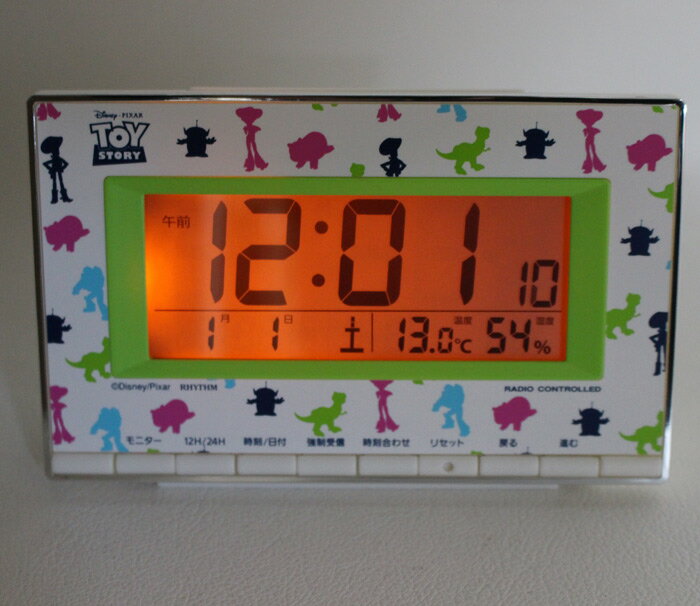 Disney・PIXAR
TOY
STORY
午前 12:01 10
1月 1日 土 温度 13.0℃ 湿度 54%
©Disney/Pixar RHYTHM RADIO CONTROLLED
モニター 12H/24H 時刻/日付 強制受信 時刻合わせ リセット 戻る 進む